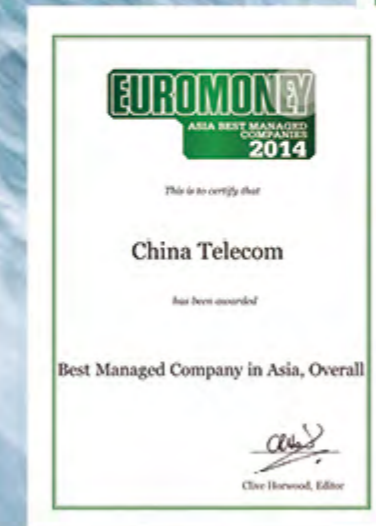 EUROMONEY
ASIA BEST MANAGED
COMPANIES
2014
This is to certify that
China Telecom
has been awarded
Best Managed Company in Asia, Overall
Clive Horwood, Editor